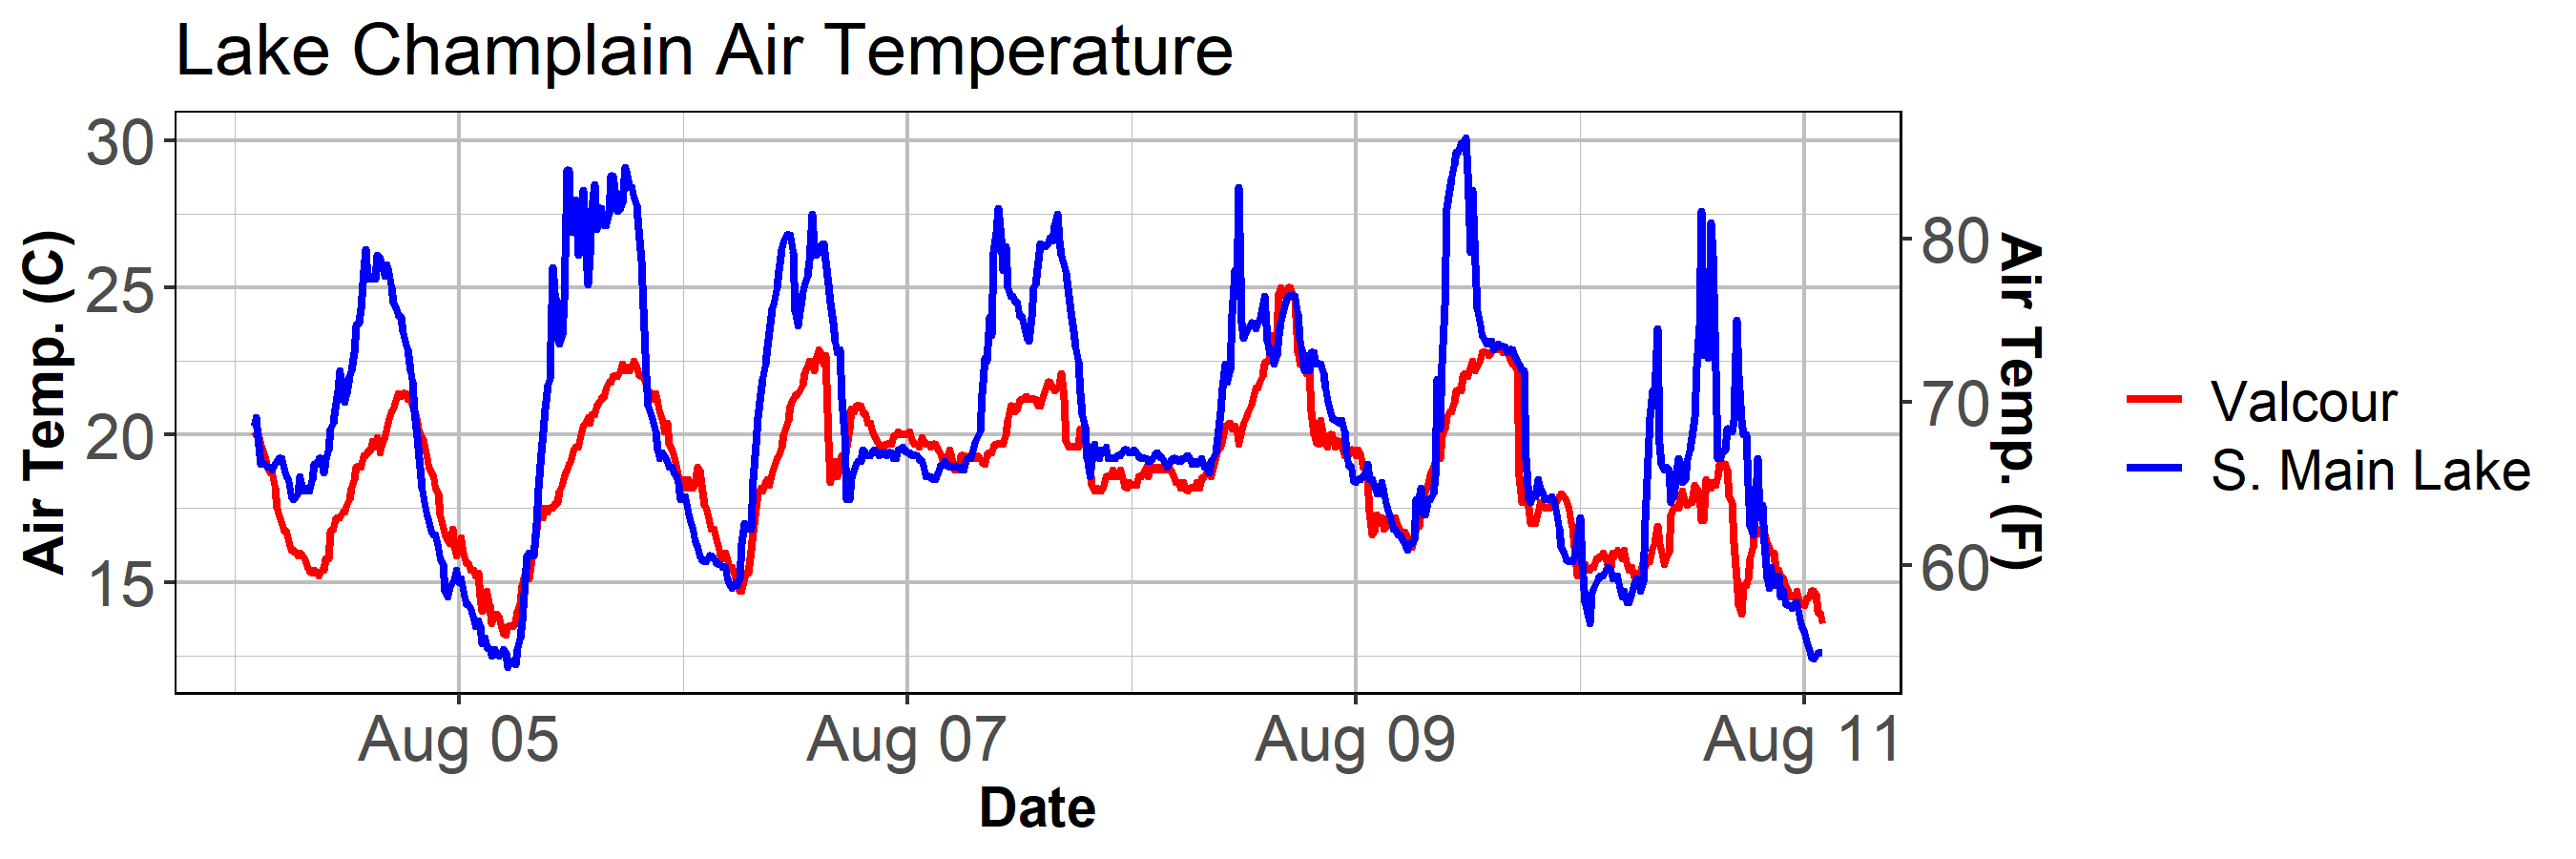 Lake Champlain Air Temperature
Air Temp. (C)
30
25
20
15
80
70
60
Air Temp. (F)
Aug 05
Aug 07
Aug 09
Aug 11
Date
Valcour
S. Main Lake